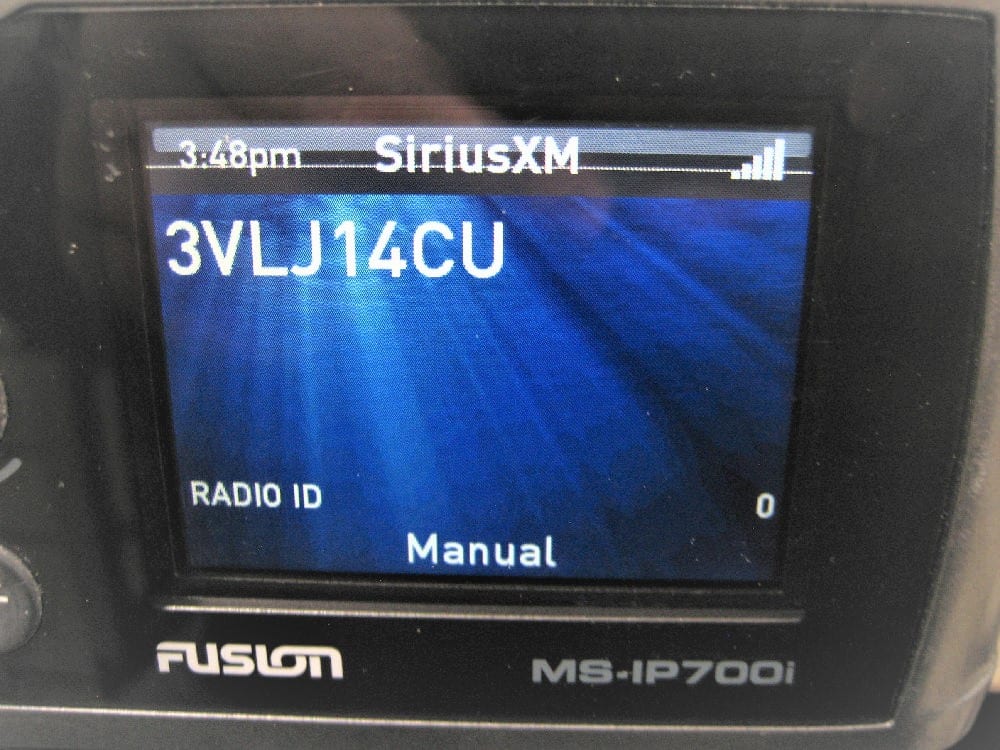 3:48pm SiriusXM
3VLJ14CU
RADIO ID 0
Manual
FUSION MS-IP700i